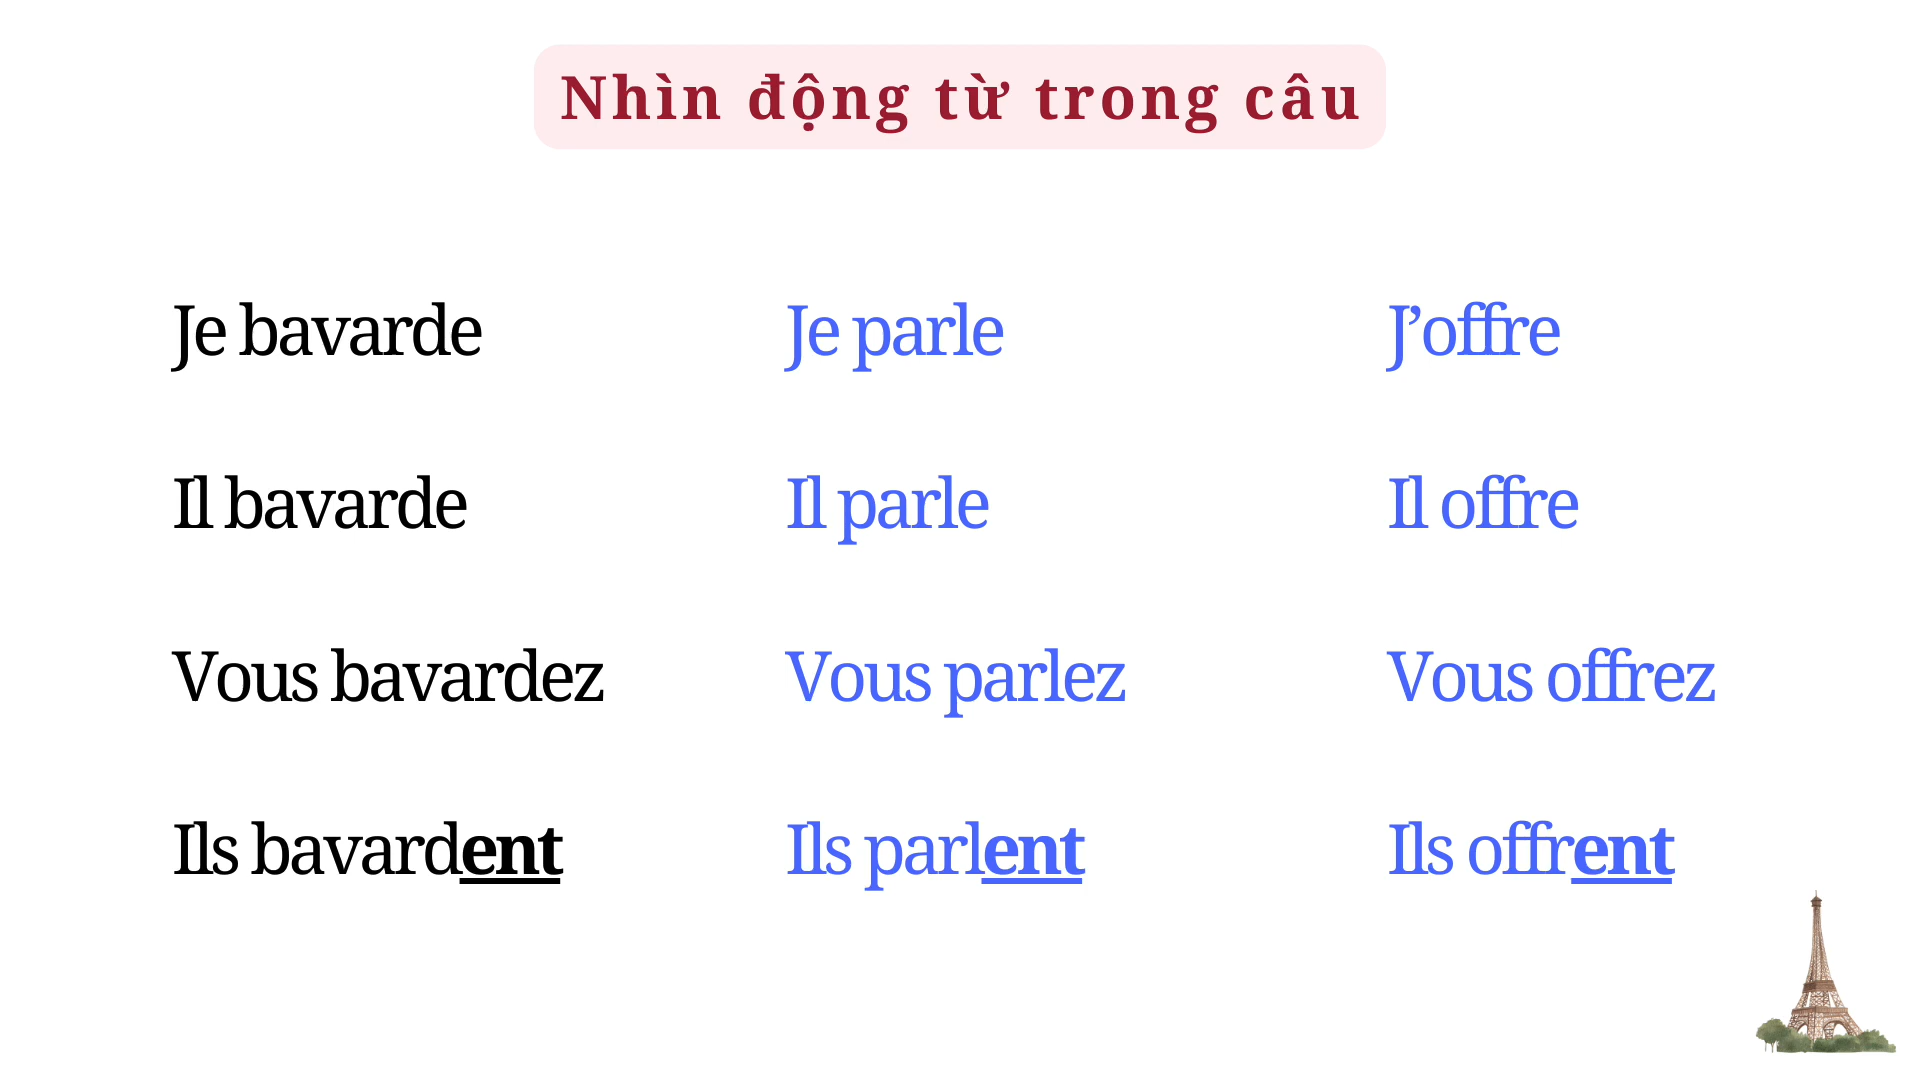 Nhìn động từ trong câu
Je bavarde
Je parle
J’offre
Il bavarde
Il parle
Il offre
Vous bavardez
Vous parlez
Vous offrez
Ils bavardent
Ils parlent
Ils offrent